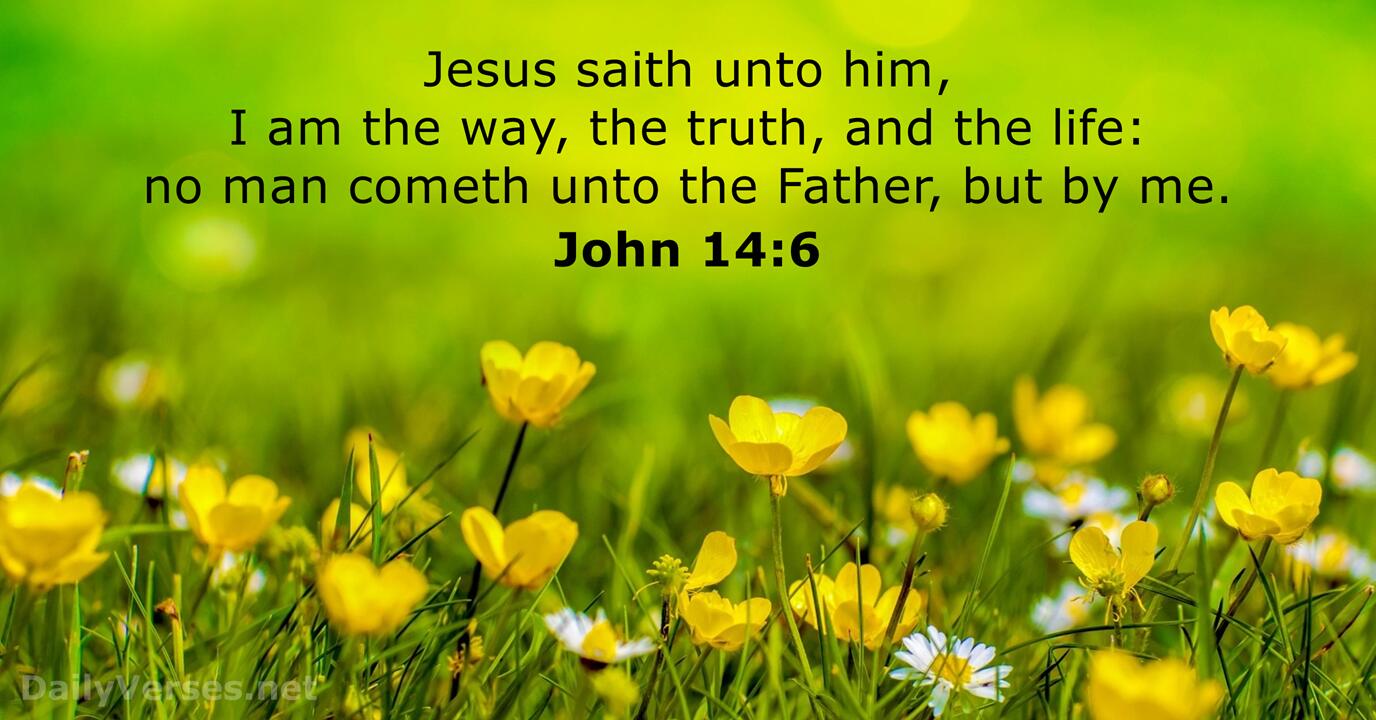 Jesus saith unto him,
I am the way, the truth, and the life:
no man cometh unto the Father, but by me.
John 14:6
DailyVerses.net